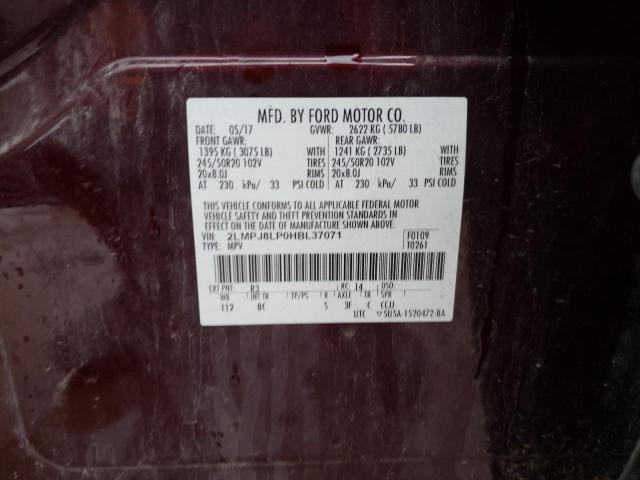 MFD. BY FORD MOTOR CO.
DATE: 05/17 GVWR: 2622 KG ( 5780 LB)
FRONT GAWR: REAR GAWR:
1395 KG ( 3075 LB) WITH 1241 KG ( 2735 LB) WITH
245/50R20 102V TIRES 245/50R20 102V TIRES
20x8.0J RIMS 20x8.0J RIMS
AT 230 kPa/ 33 PSI COLD AT 230 kPa/ 33 PSI COLD
THIS VEHICLE CONFORMS TO ALL APPLICABLE FEDERAL MOTOR
VEHICLE SAFETY AND THEFT PREVENTION STANDARDS IN
EFFECT ON THE DATE OF MANUFACTURE SHOWN ABOVE.
VIN: 2LMPJ8LP0HBL37071 F0109
TYPE: MPV T0261
EXT PNT: R3 RC: 14 DSO:
WB INT TR TP/PS R AXLE TR SPR
112 BC 5 3F C CCJJ
UTC